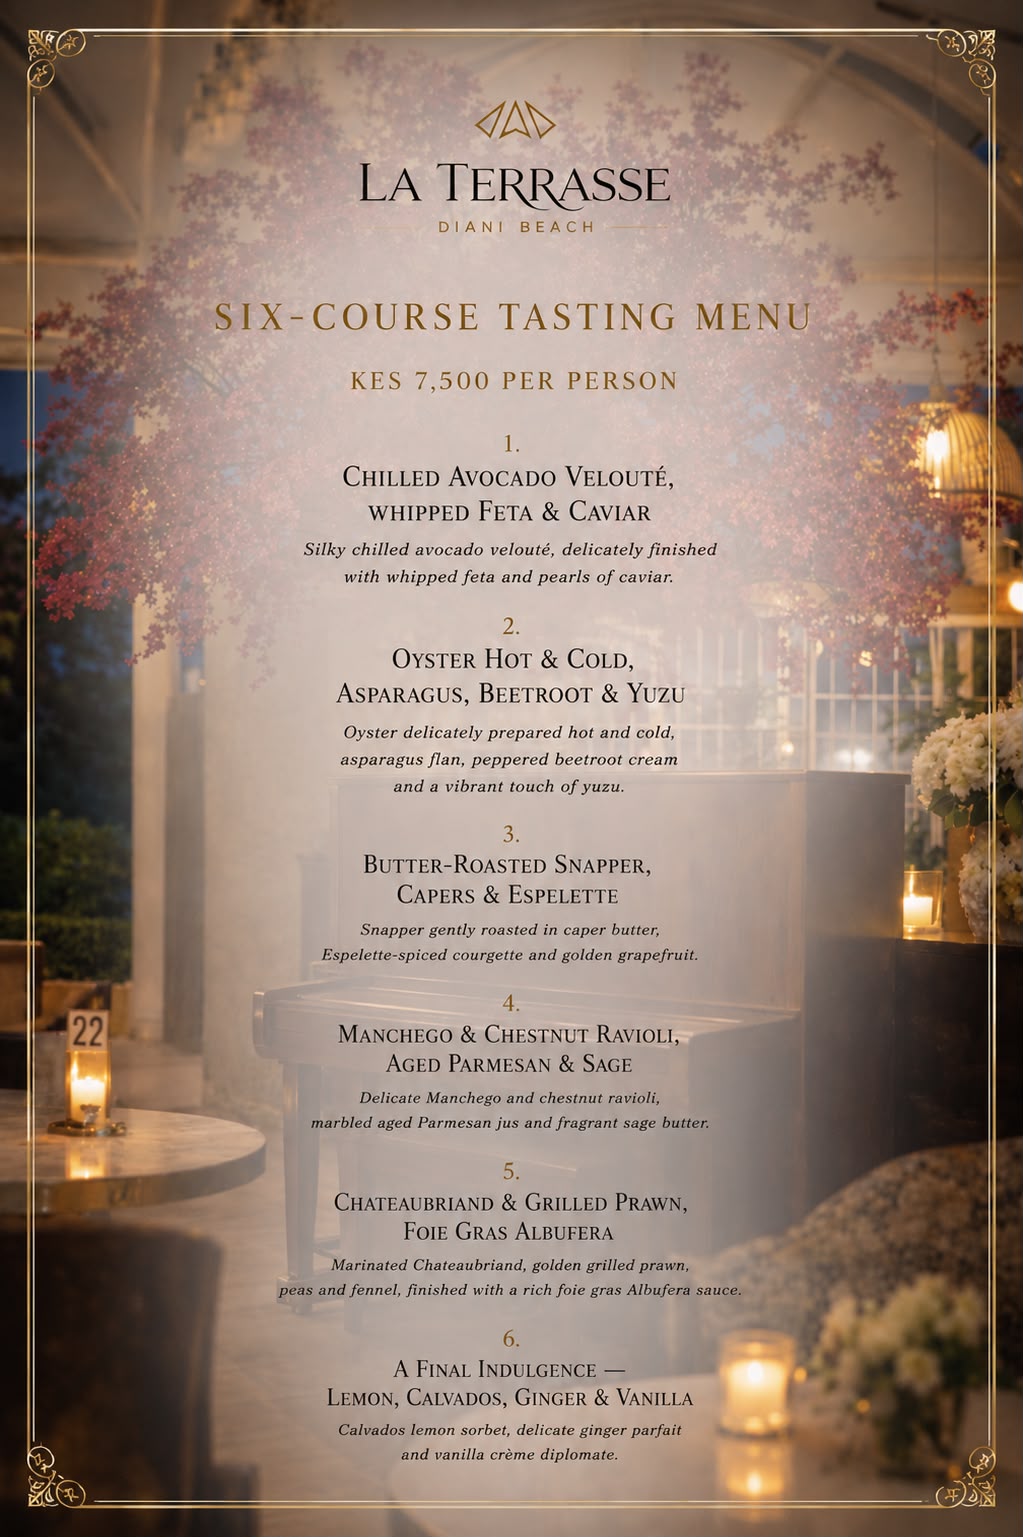 LA TERRASSE
DIANI BEACH
SIX-COURSE TASTING MENU
KES 7,500 PER PERSON
1.
CHILLED AVOCADO VELOUTÉ,
WHIPPED FETA & CAVIAR
Silky chilled avocado velouté, delicately finished
with whipped feta and pearls of caviar.
2.
OYSTER HOT & COLD,
ASPARAGUS, BEETROOT & YUZU
Oyster delicately prepared hot and cold,
asparagus flan, peppered beetroot cream
and a vibrant touch of yuzu.
3.
BUTTER-ROASTED SNAPPER,
CAPERS & ESPELETTE
Snapper gently roasted in caper butter,
Espelette-spiced courgette and golden grapefruit.
4.
MANCHEGO & CHESTNUT RAVIOLI,
AGED PARMESAN & SAGE
Delicate Manchego and chestnut ravioli,
marbled aged Parmesan jus and fragrant sage butter.
22
5.
CHATEAUBRIAND & GRILLED PRAWN,
FOIE GRAS ALBUFERA
Marinated Chateaubriand, golden grilled prawn,
peas and fennel, finished with a rich foie gras Albufera sauce.
6.
A FINAL INDULGENCE —
LEMON, CALVADOS, GINGER & VANILLA
Calvados lemon sorbet, delicate ginger parfait
and vanilla crème diplomate.